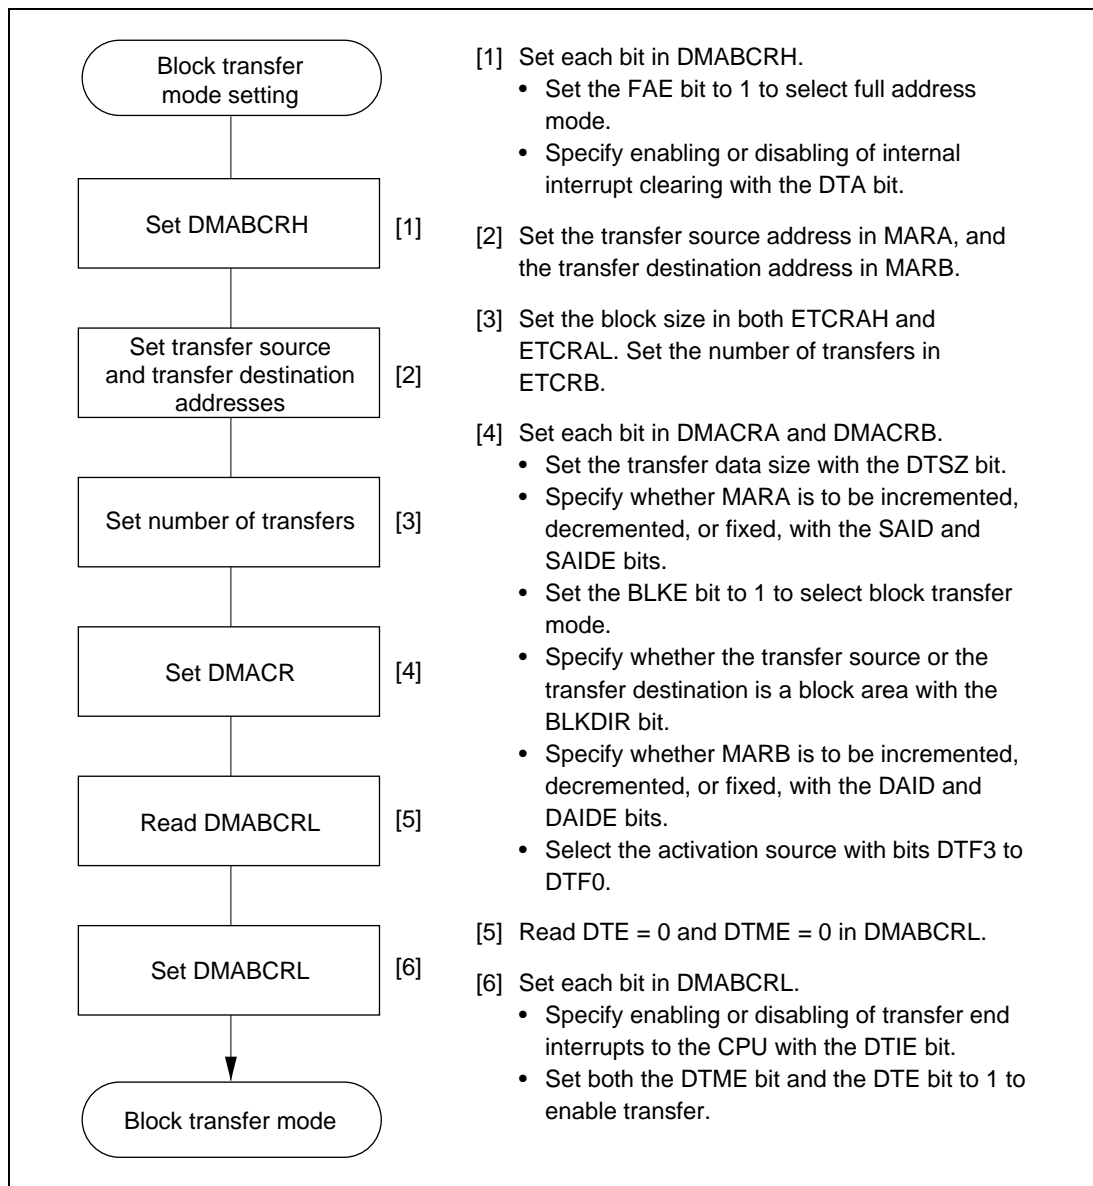 Block transfer
mode setting
Set DMABCRH
[1]
Set transfer source
and transfer destination
addresses
[2]
Set number of transfers
[3]
Set DMACR
[4]
Read DMABCRL
[5]
Set DMABCRL
[6]
Block transfer mode
[1] Set each bit in DMABCRH.
• Set the FAE bit to 1 to select full address
mode.
• Specify enabling or disabling of internal
interrupt clearing with the DTA bit.
[2] Set the transfer source address in MARA, and
the transfer destination address in MARB.
[3] Set the block size in both ETCRAH and
ETCRAL. Set the number of transfers in
ETCRB.
[4] Set each bit in DMACRA and DMACRB.
• Set the transfer data size with the DTSZ bit.
• Specify whether MARA is to be incremented,
decremented, or fixed, with the SAID and
SAIDE bits.
• Set the BLKE bit to 1 to select block transfer
mode.
• Specify whether the transfer source or the
transfer destination is a block area with the
BLKDIR bit.
• Specify whether MARB is to be incremented,
decremented, or fixed, with the DAID and
DAIDE bits.
• Select the activation source with bits DTF3 to
DTF0.
[5] Read DTE = 0 and DTME = 0 in DMABCRL.
[6] Set each bit in DMABCRL.
• Specify enabling or disabling of transfer end
interrupts to the CPU with the DTIE bit.
• Set both the DTME bit and the DTE bit to 1 to
enable transfer.